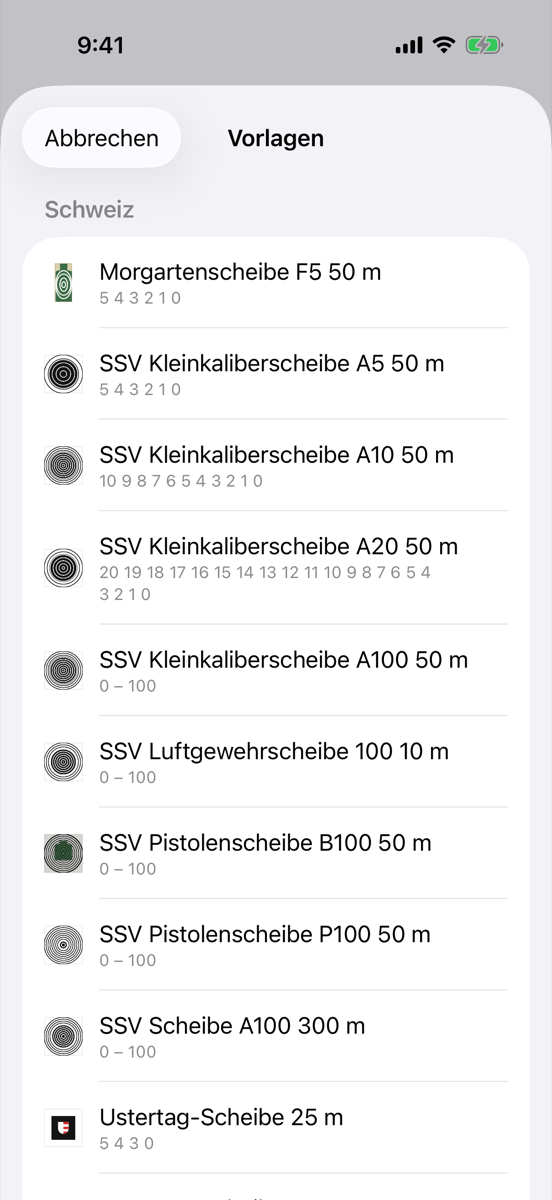 9:41
Abbrechen
Vorlagen
Schweiz
Morgartenscheibe F5 50 m
5 4 3 2 1 0
SSV Kleinkaliberscheibe A5 50 m
5 4 3 2 1 0
SSV Kleinkaliberscheibe A10 50 m
10 9 8 7 6 5 4 3 2 1 0
SSV Kleinkaliberscheibe A20 50 m
20 19 18 17 16 15 14 13 12 11 10 9 8 7 6 5 4
3 2 1 0
SSV Kleinkaliberscheibe A100 50 m
0 – 100
SSV Luftgewehrscheibe 100 10 m
0 – 100
SSV Pistolenscheibe B100 50 m
0 – 100
SSV Pistolenscheibe P100 50 m
0 – 100
SSV Scheibe A100 300 m
0 – 100
Ustertag-Scheibe 25 m
5 4 3 0